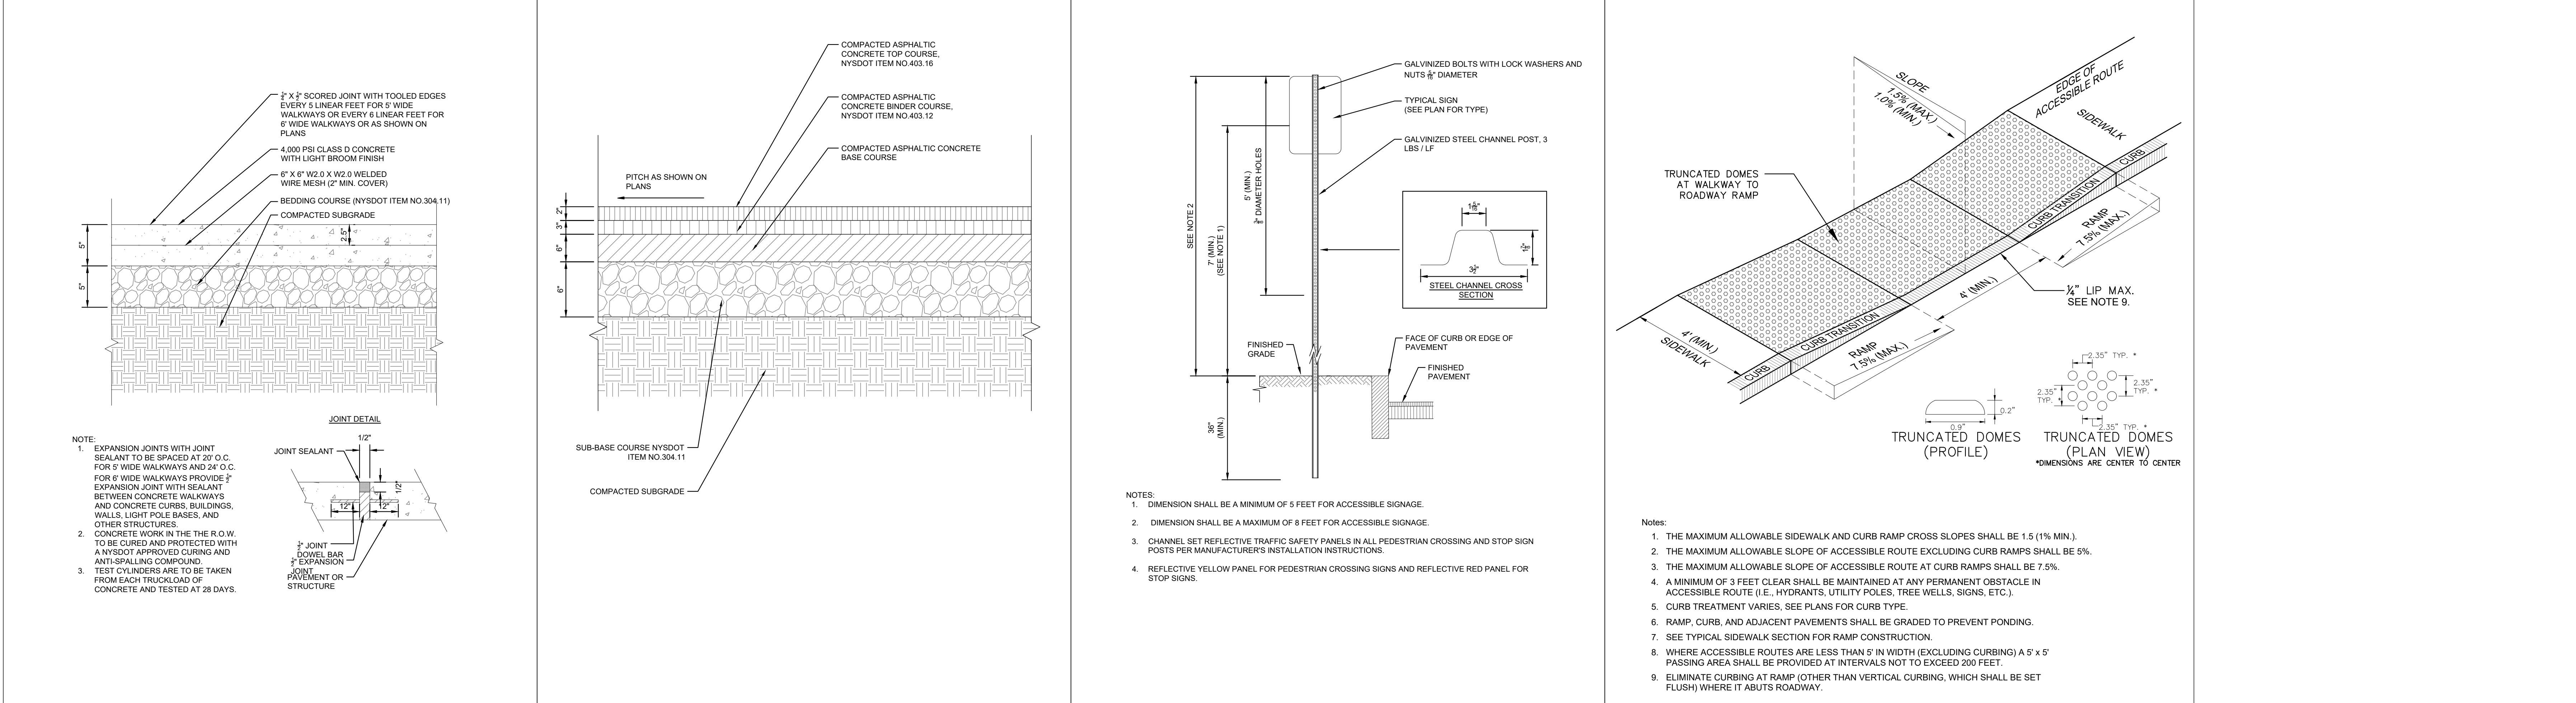 ¼" X ½" SCORED JOINT WITH TOOLED EDGES
EVERY 5 LINEAR FEET FOR 5' WIDE
WALKWAYS OR EVERY 6 LINEAR FEET FOR
6' WIDE WALKWAYS OR AS SHOWN ON
PLANS
4,000 PSI CLASS D CONCRETE
WITH LIGHT BROOM FINISH
6" X 6" W2.0 X W2.0 WELDED
WIRE MESH (2" MIN. COVER)
BEDDING COURSE (NYSDOT ITEM NO.304.11)
COMPACTED SUBGRADE
5"
2.5"
5"
JOINT DETAIL
1/2"
JOINT SEALANT
1/2"
12"
12"
½" JOINT
DOWEL BAR
½" EXPANSION
JOINT
PAVEMENT OR
STRUCTURE
NOTE:
1. EXPANSION JOINTS WITH JOINT
SEALANT TO BE SPACED AT 20' O.C.
FOR 5' WIDE WALKWAYS AND 24' O.C.
FOR 6' WIDE WALKWAYS PROVIDE ½"
EXPANSION JOINT WITH SEALANT
BETWEEN CONCRETE WALKWAYS
AND CONCRETE CURBS, BUILDINGS,
WALLS, LIGHT POLE BASES, AND
OTHER STRUCTURES.
2. CONCRETE WORK IN THE THE R.O.W.
TO BE CURED AND PROTECTED WITH
A NYSDOT APPROVED CURING AND
ANTI-SPALLING COMPOUND.
3. TEST CYLINDERS ARE TO BE TAKEN
FROM EACH TRUCKLOAD OF
CONCRETE AND TESTED AT 28 DAYS.
COMPACTED ASPHALTIC
CONCRETE TOP COURSE,
NYSDOT ITEM NO.403.16
COMPACTED ASPHALTIC
CONCRETE BINDER COURSE,
NYSDOT ITEM NO.403.12
COMPACTED ASPHALTIC CONCRETE
BASE COURSE
PITCH AS SHOWN ON
PLANS
2"
3"
6"
6"
SUB-BASE COURSE NYSDOT
ITEM NO.304.11
COMPACTED SUBGRADE
GALVINIZED BOLTS WITH LOCK WASHERS AND
NUTS 5/16" DIAMETER
TYPICAL SIGN
(SEE PLAN FOR TYPE)
GALVINIZED STEEL CHANNEL POST, 3
LBS / LF
SEE NOTE 2
7' (MIN.)
(SEE NOTE 1)
5' (MIN.)
DIAMETER HOLES
3½"
STEEL CHANNEL CROSS
SECTION
FINISHED
GRADE
FACE OF CURB OR EDGE OF
PAVEMENT
FINISHED
PAVEMENT
36"
(MIN.)
NOTES:
1. DIMENSION SHALL BE A MINIMUM OF 5 FEET FOR ACCESSIBLE SIGNAGE.
2. DIMENSION SHALL BE A MAXIMUM OF 8 FEET FOR ACCESSIBLE SIGNAGE.
3. CHANNEL SET REFLECTIVE TRAFFIC SAFETY PANELS IN ALL PEDESTRIAN CROSSING AND STOP SIGN
POSTS PER MANUFACTURER'S INSTALLATION INSTRUCTIONS.
4. REFLECTIVE YELLOW PANEL FOR PEDESTRIAN CROSSING SIGNS AND REFLECTIVE RED PANEL FOR
STOP SIGNS.
SLOPE
1.5% (MAX.)
1.0% (MIN.)
EDGE OF
ACCESSIBLE ROUTE
SIDEWALK
CURB
CURB TRANSITION
RAMP
7.5% (MAX.)
TRUNCATED DOMES
AT WALKWAY TO
ROADWAY RAMP
4' (MIN.)
¼" LIP MAX.
SEE NOTE 9.
4' (MIN.)
SIDEWALK
CURB
CURB TRANSITION
RAMP
7.5% (MAX.)
0.2"
0.9"
TRUNCATED DOMES
(PROFILE)
2.35" TYP. *
2.35"
TYP. *
2.35"
TYP. *
2.35" TYP. *
TRUNCATED DOMES
(PLAN VIEW)
*DIMENSIONS ARE CENTER TO CENTER
Notes:
1. THE MAXIMUM ALLOWABLE SIDEWALK AND CURB RAMP CROSS SLOPES SHALL BE 1.5 (1% MIN.).
2. THE MAXIMUM ALLOWABLE SLOPE OF ACCESSIBLE ROUTE EXCLUDING CURB RAMPS SHALL BE 5%.
3. THE MAXIMUM ALLOWABLE SLOPE OF ACCESSIBLE ROUTE AT CURB RAMPS SHALL BE 7.5%.
4. A MINIMUM OF 3 FEET CLEAR SHALL BE MAINTAINED AT ANY PERMANENT OBSTACLE IN
ACCESSIBLE ROUTE (I.E., HYDRANTS, UTILITY POLES, TREE WELLS, SIGNS, ETC.).
5. CURB TREATMENT VARIES, SEE PLANS FOR CURB TYPE.
6. RAMP, CURB, AND ADJACENT PAVEMENTS SHALL BE GRADED TO PREVENT PONDING.
7. SEE TYPICAL SIDEWALK SECTION FOR RAMP CONSTRUCTION.
8. WHERE ACCESSIBLE ROUTES ARE LESS THAN 5' IN WIDTH (EXCLUDING CURBING) A 5' x 5'
PASSING AREA SHALL BE PROVIDED AT INTERVALS NOT TO EXCEED 200 FEET.
9. ELIMINATE CURBING AT RAMP (OTHER THAN VERTICAL CURBING, WHICH SHALL BE SET
FLUSH) WHERE IT ABUTS ROADWAY.